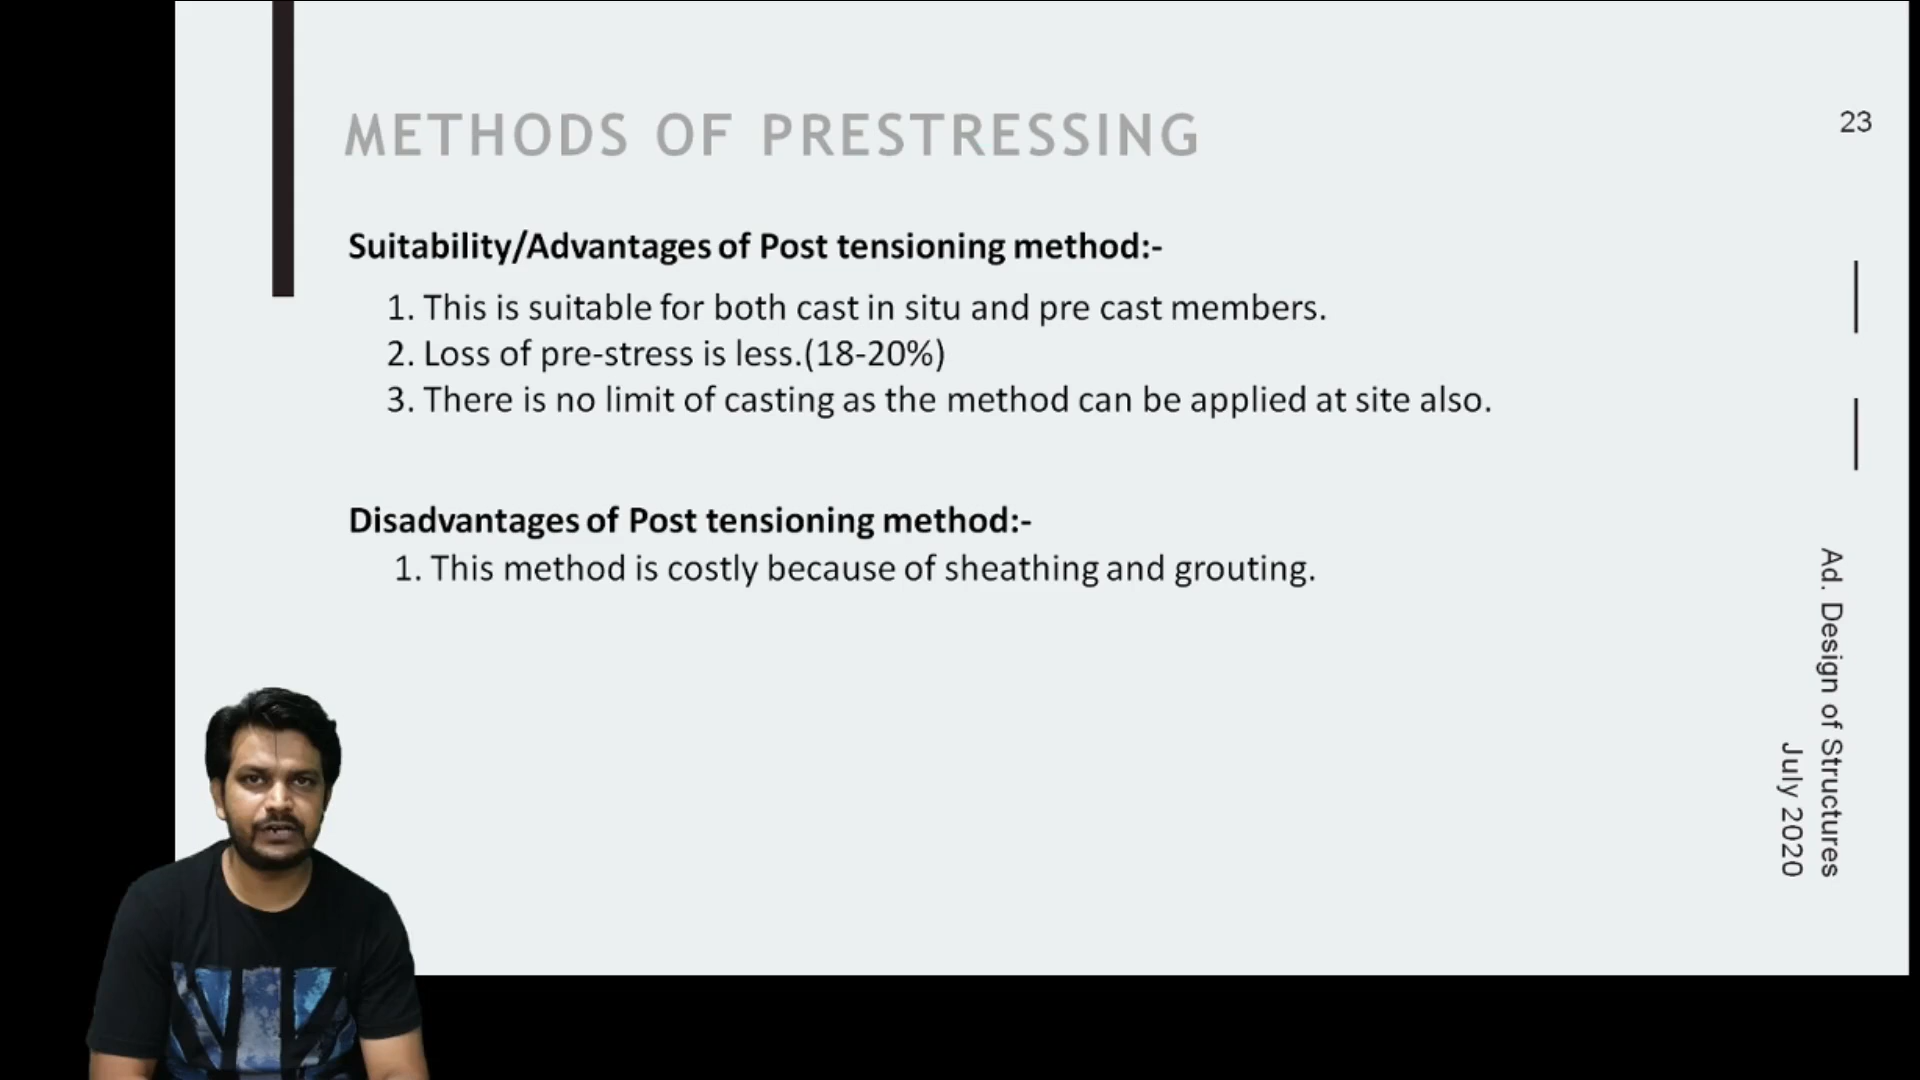 METHODS OF PRESTRESSING
23
Suitability/Advantages of Post tensioning method:-
1. This is suitable for both cast in situ and pre cast members.
2. Loss of pre-stress is less.(18-20%)
3. There is no limit of casting as the method can be applied at site also.
Disadvantages of Post tensioning method:-
1. This method is costly because of sheathing and grouting.
Ad. Design of Structures
July 2020